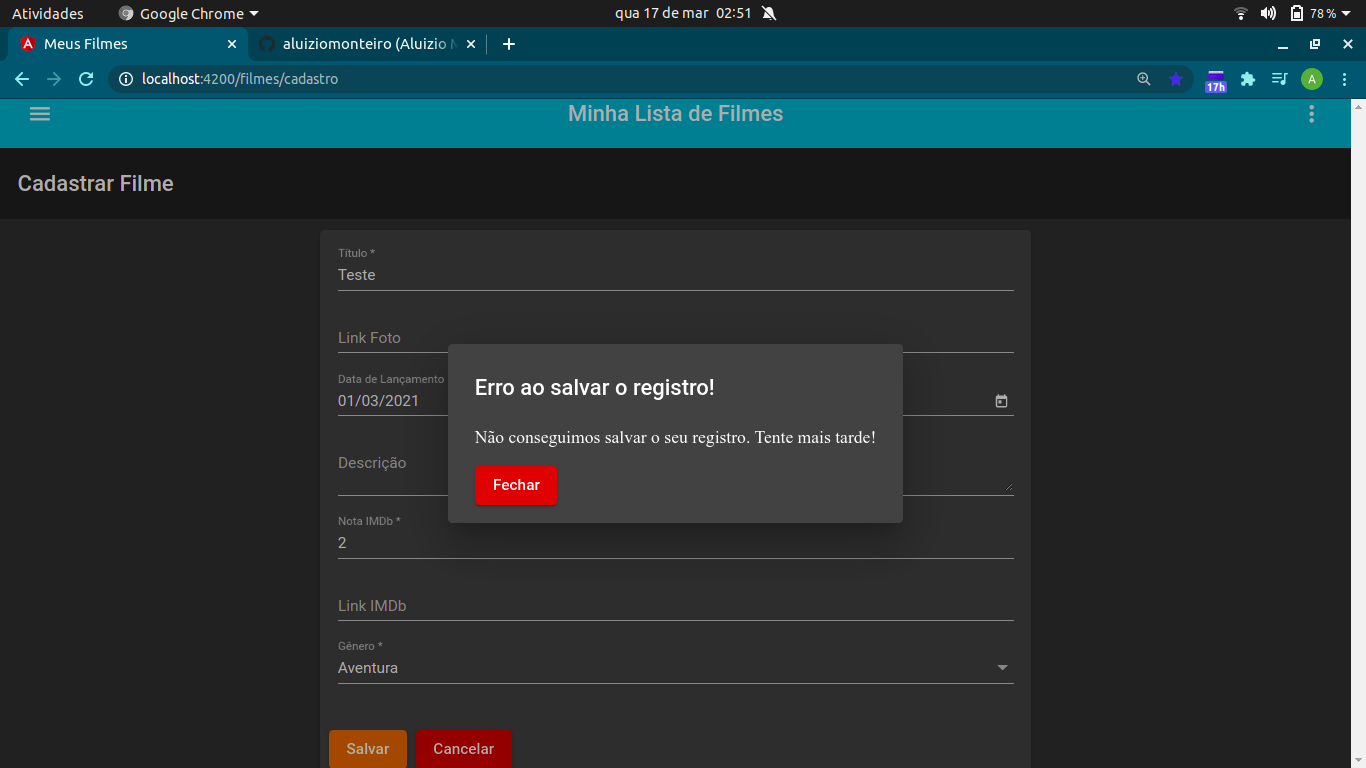 Atividades Google Chrome qua 17 de mar 02:51 78 %
Meus Filmes aluiziomonteiro (Aluizio
localhost:4200/filmes/cadastro 17h A
Minha Lista de Filmes
Cadastrar Filme
Título *
Teste
Link Foto
Data de Lançamento
01/03/2021
Erro ao salvar o registro!
Não conseguimos salvar o seu registro. Tente mais tarde!
Fechar
Descrição
Nota IMDb *
2
Link IMDb
Gênero *
Aventura
Salvar Cancelar